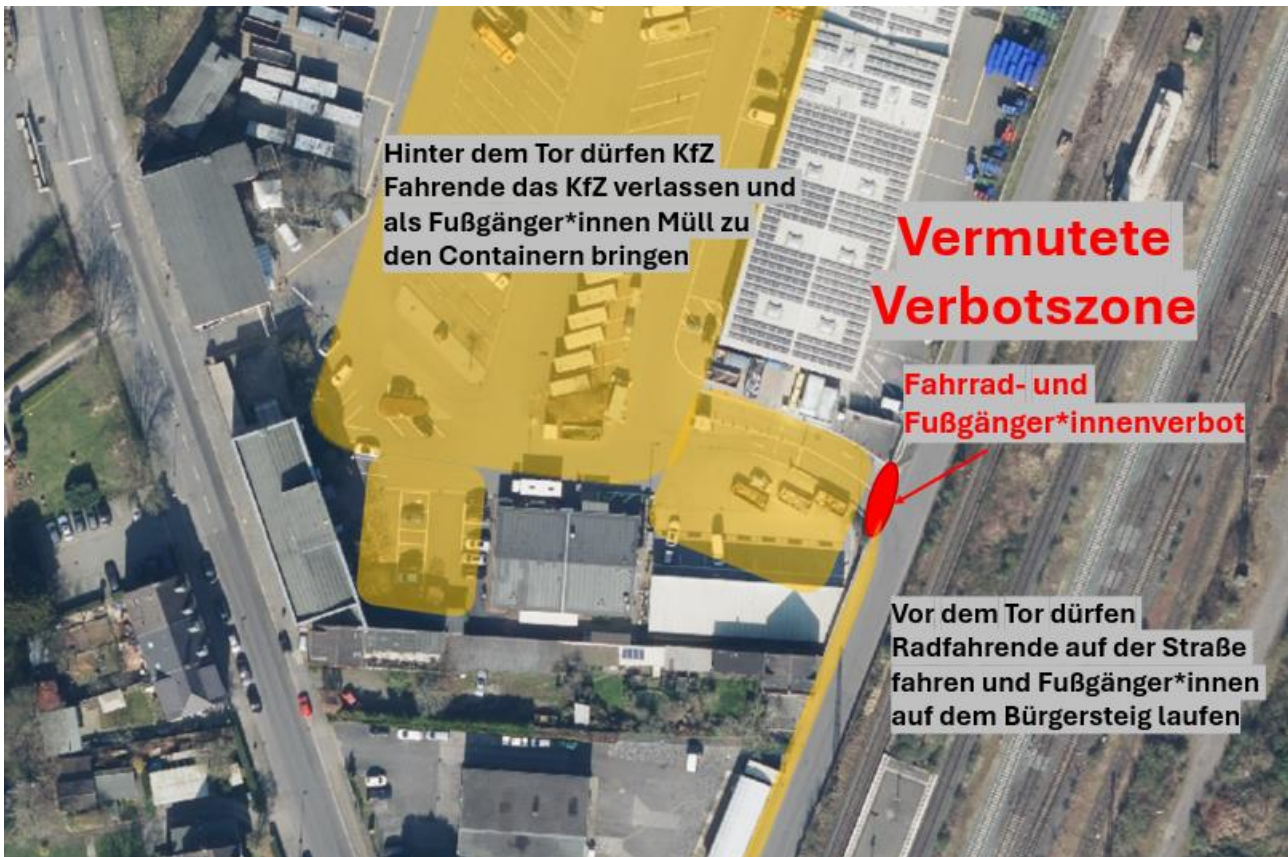 Hinter dem Tor dürfen KfZ
Fahrende das KfZ verlassen und
als Fußgänger*innen Müll zu
den Containern bringen
Vermutete
Verbotszone
Fahrrad- und
Fußgänger*innenverbot
Vor dem Tor dürfen
Radfahrende auf der Straße
fahren und Fußgänger*innen
auf dem Bürgersteig laufen